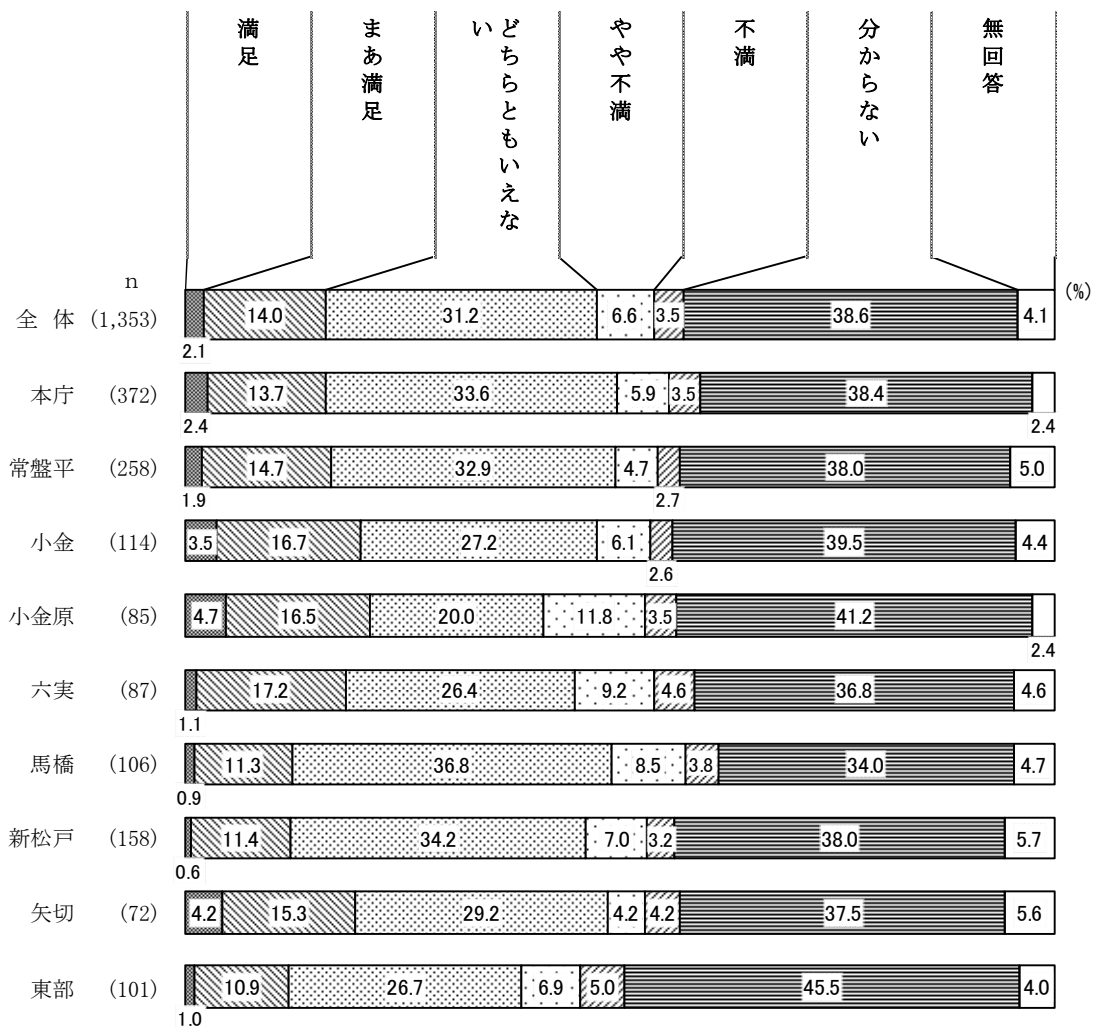 満足
まあ満足
どちらともいえな
い
やや不満
不満
分からない
無回答
n
(%)
全 体 (1,353) 14.0 31.2 6.6 3.5 38.6 4.1
2.1
本庁 (372) 13.7 33.6 5.9 3.5 38.4
2.4 2.4
常盤平 (258) 14.7 32.9 4.7 38.0 5.0
1.9 2.7
小金 (114) 3.5 16.7 27.2 6.1 39.5 4.4
2.6
小金原 (85) 4.7 16.5 20.0 11.8 3.5 41.2
2.4
六実 (87) 17.2 26.4 9.2 4.6 36.8 4.6
1.1
馬橋 (106) 11.3 36.8 8.5 3.8 34.0 4.7
0.9
新松戸 (158) 11.4 34.2 7.0 3.2 38.0 5.7
0.6
矢切 (72) 4.2 15.3 29.2 4.2 4.2 37.5 5.6
東部 (101) 10.9 26.7 6.9 5.0 45.5 4.0
1.0